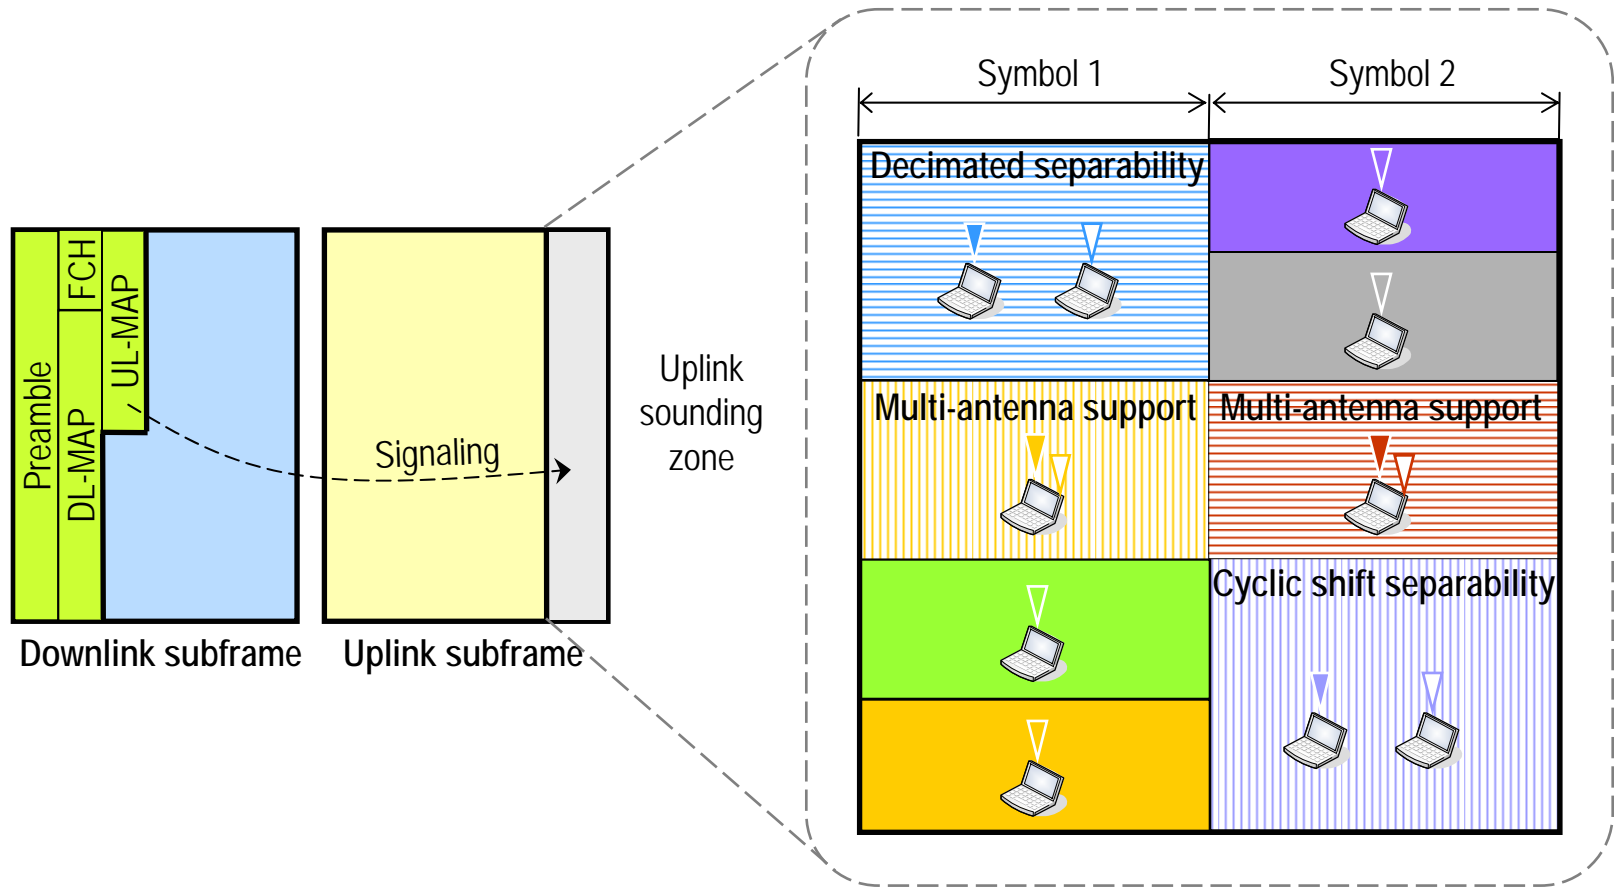 Preamble
FCH
DL-MAP
UL-MAP
Signaling
Downlink subframe
Uplink subframe
Uplink
sounding
zone
Symbol 1
Symbol 2
Decimated separability
Multi-antenna support
Multi-antenna support
Cyclic shift separability